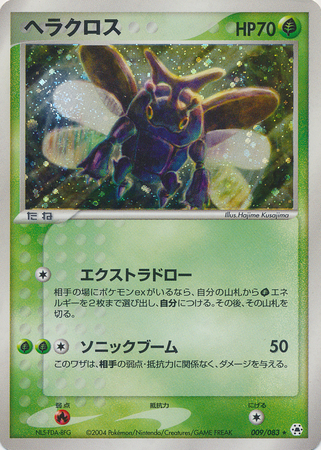 ヘラクロス HP70
たね Illus.Hajime Kusajima
エクストラドロー
相手の場にポケモンexがいるなら、自分の山札から エネ
ルギーを2枚まで選び出し、自分につける。その後、その山札を
切る。
ソニックブーム 50
このワザは、相手の弱点・抵抗力に関係なく、ダメージを与える。
弱点 抵抗力 にげる
©2004 Pokémon/Nintendo/Creatures/GAME FREAK. 009/083